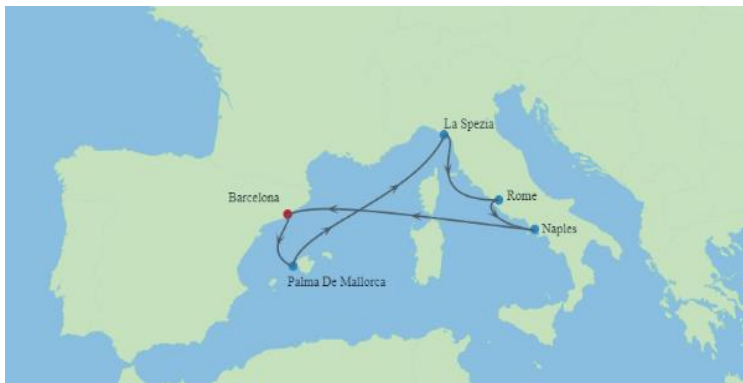 La Spezia
Barcelona
Rome
Naples
Palma De Mallorca